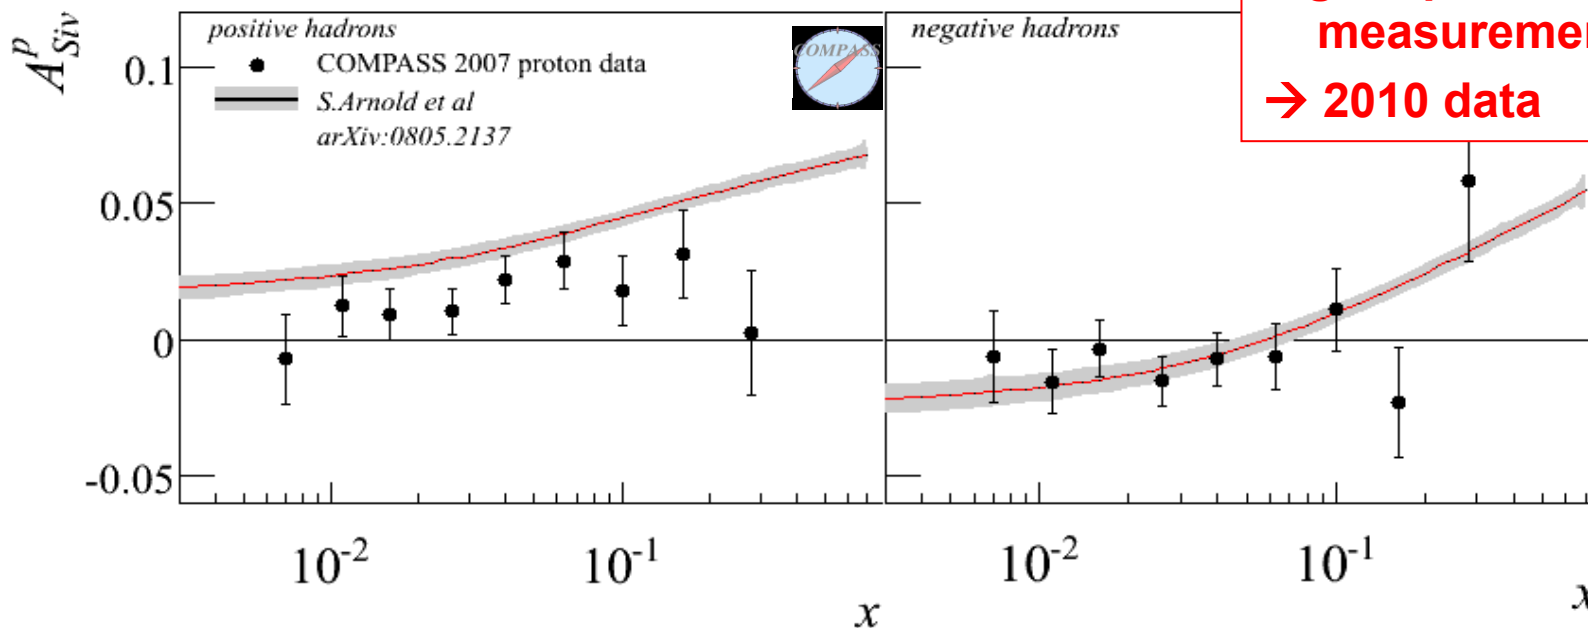 positive hadrons
COMPASS 2007 proton data
S.Arnold et al
arXiv:0805.2137
COMPASS
negative hadrons
→ 2010 data
A^p_Siv
0.1
0.05
0
-0.05
10^-2
10^-1
x
10^-2
10^-1
x